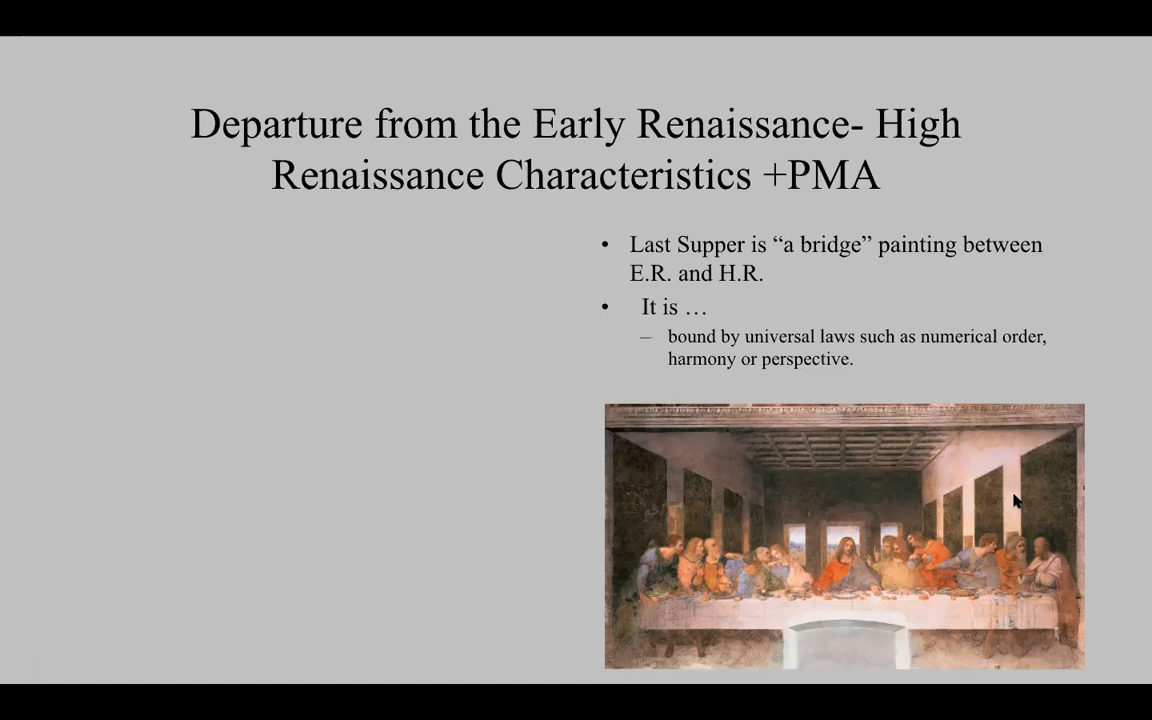 Departure from the Early Renaissance- High
Renaissance Characteristics +PMA
• Last Supper is “a bridge” painting between
E.R. and H.R.
• It is …
– bound by universal laws such as numerical order,
harmony or perspective.